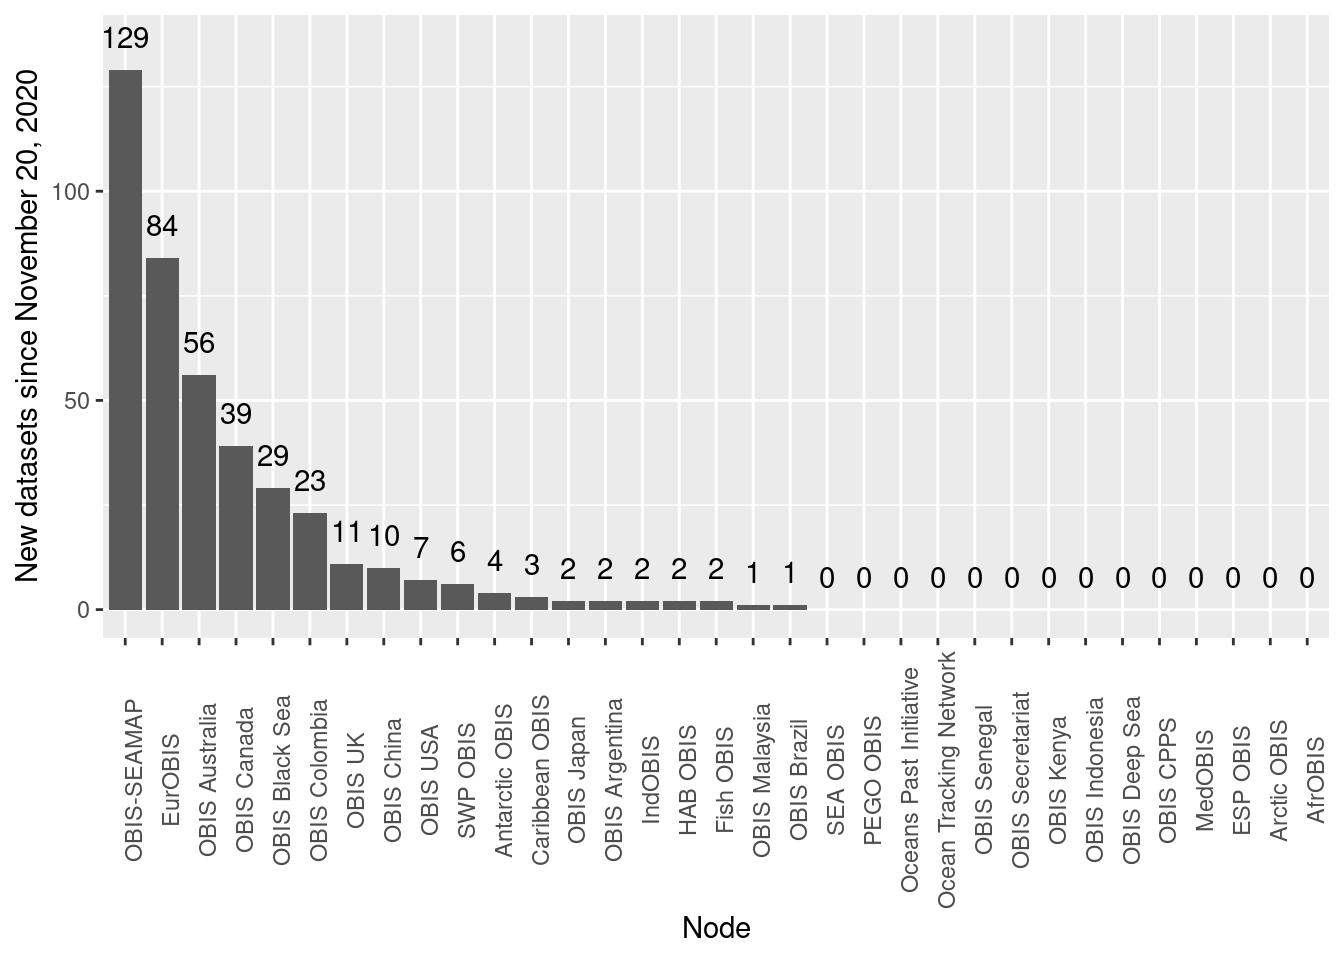 New datasets since November 20, 2020
100
50
0
129
84
56
39
29
23
11
10
7
6
4
3
2
2
2
2
2
1
1
0
0
0
0
0
0
0
0
0
0
0
0
0
0
OBIS-SEAMAP
EurOBIS
OBIS Australia
OBIS Canada
OBIS Black Sea
OBIS Colombia
OBIS UK
OBIS China
OBIS USA
SWP OBIS
Antarctic OBIS
Caribbean OBIS
OBIS Japan
OBIS Argentina
IndOBIS
HAB OBIS
Fish OBIS
OBIS Malaysia
OBIS Brazil
SEA OBIS
PEGO OBIS
Oceans Past Initiative
Ocean Tracking Network
OBIS Senegal
OBIS Secretariat
OBIS Kenya
OBIS Indonesia
OBIS Deep Sea
OBIS CPPS
MedOBIS
ESP OBIS
Arctic OBIS
AfrOBIS
Node